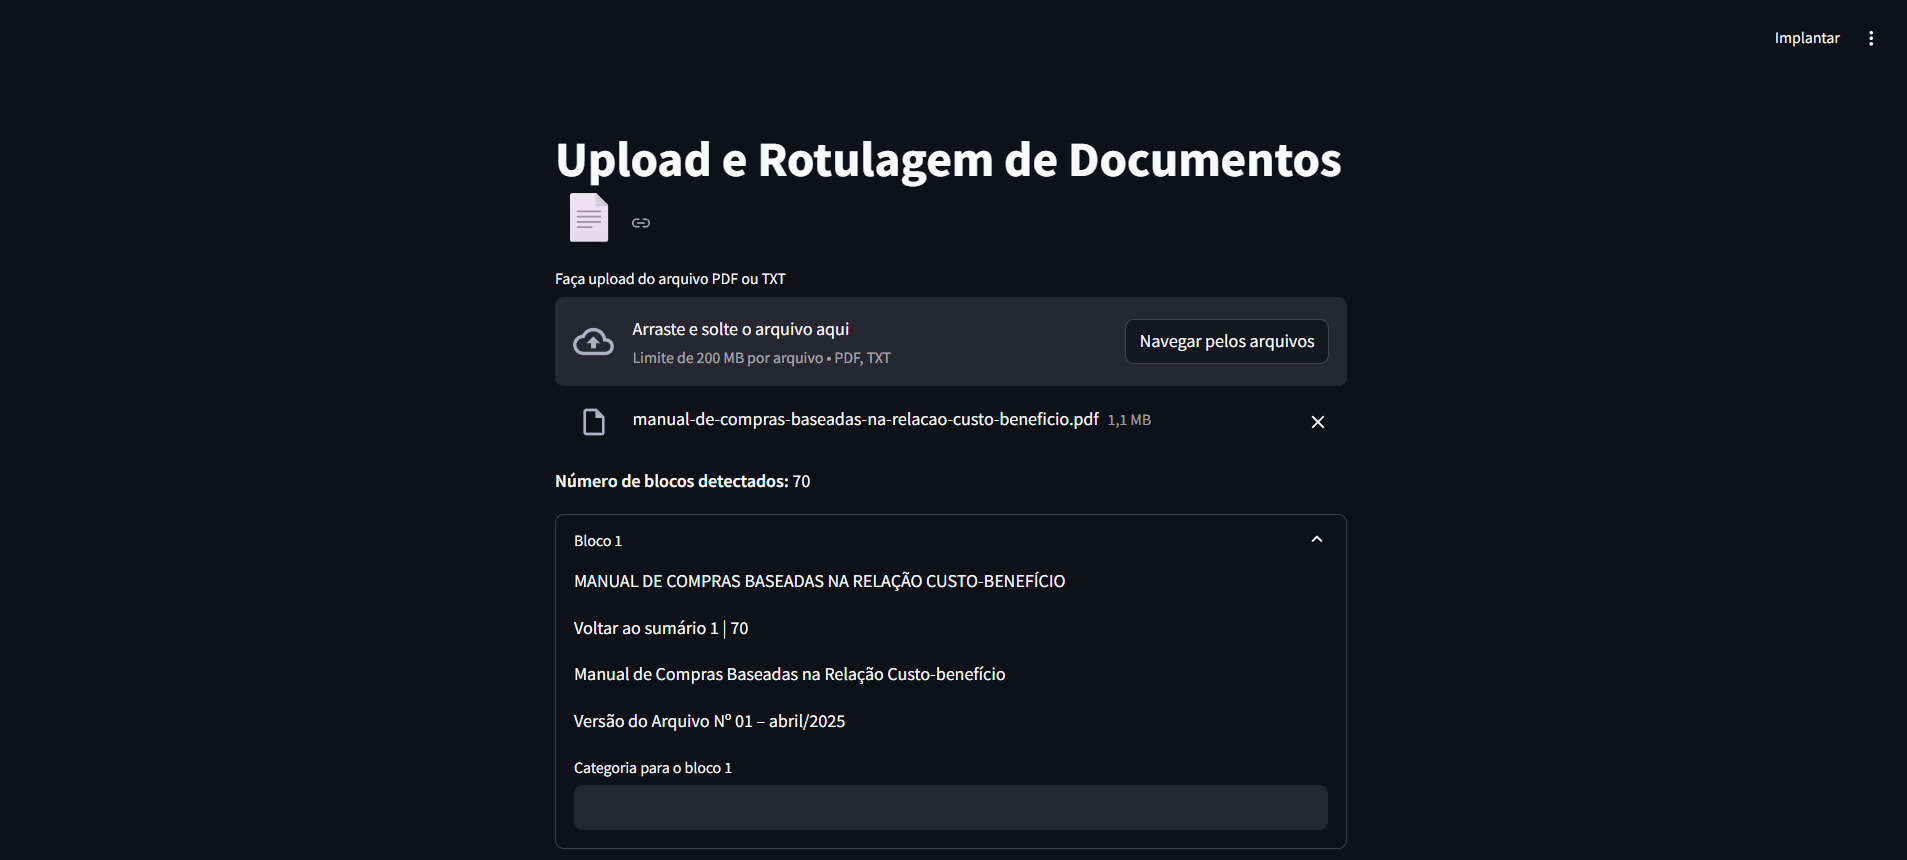 Implantar
Upload e Rotulagem de Documentos
Faça upload do arquivo PDF ou TXT
Arraste e solte o arquivo aqui
Limite de 200 MB por arquivo • PDF, TXT
Navegar pelos arquivos
manual-de-compras-baseadas-na-relacao-custo-beneficio.pdf 1,1 MB
Número de blocos detectados: 70
Bloco 1
MANUAL DE COMPRAS BASEADAS NA RELAÇÃO CUSTO-BENEFÍCIO
Voltar ao sumário 1 | 70
Manual de Compras Baseadas na Relação Custo-benefício
Versão do Arquivo Nº 01 – abril/2025
Categoria para o bloco 1